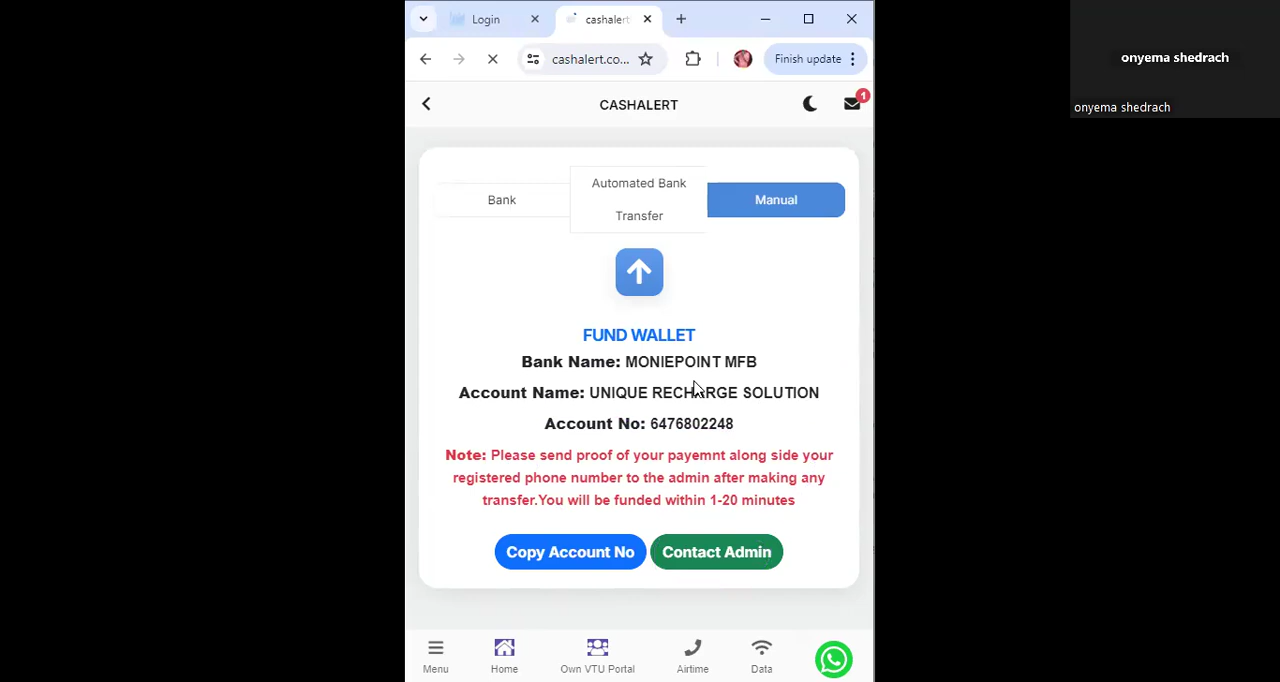 Login
cashalert
cashalert.co...
Finish update
onyema shedrach
onyema shedrach
CASHALERT
1
Bank
Automated Bank
Transfer
Manual
FUND WALLET
Bank Name: MONIEPOINT MFB
Account Name: UNIQUE RECHARGE SOLUTION
Account No: 6476802248
Note: Please send proof of your payemnt along side your
registered phone number to the admin after making any
transfer.You will be funded within 1-20 minutes
Copy Account No
Contact Admin
Menu
Home
Own VTU Portal
Airtime
Data